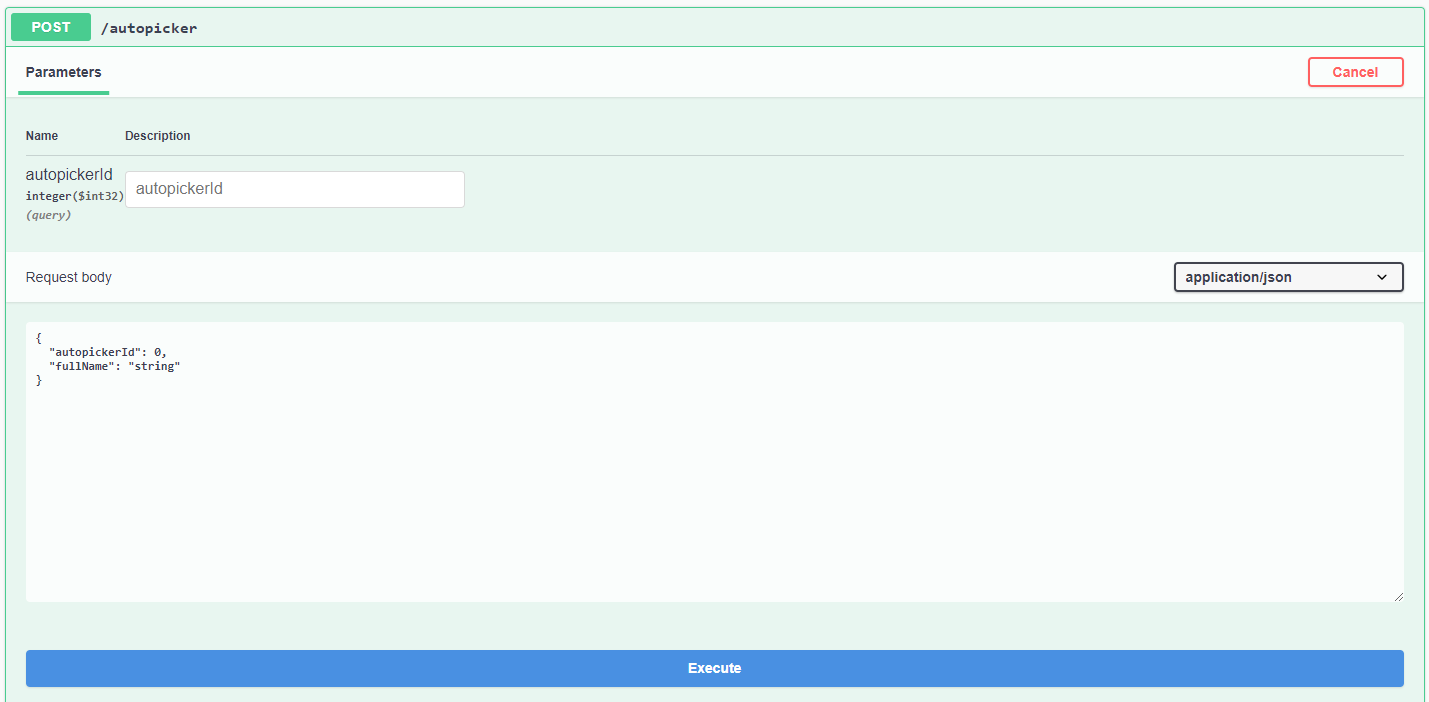 POST /autopicker
Parameters
Cancel
Name Description
autopickerId
integer($int32)
(query)
autopickerId
Request body
application/json
{
  "autopickerId": 0,
  "fullName": "string"
}
Execute